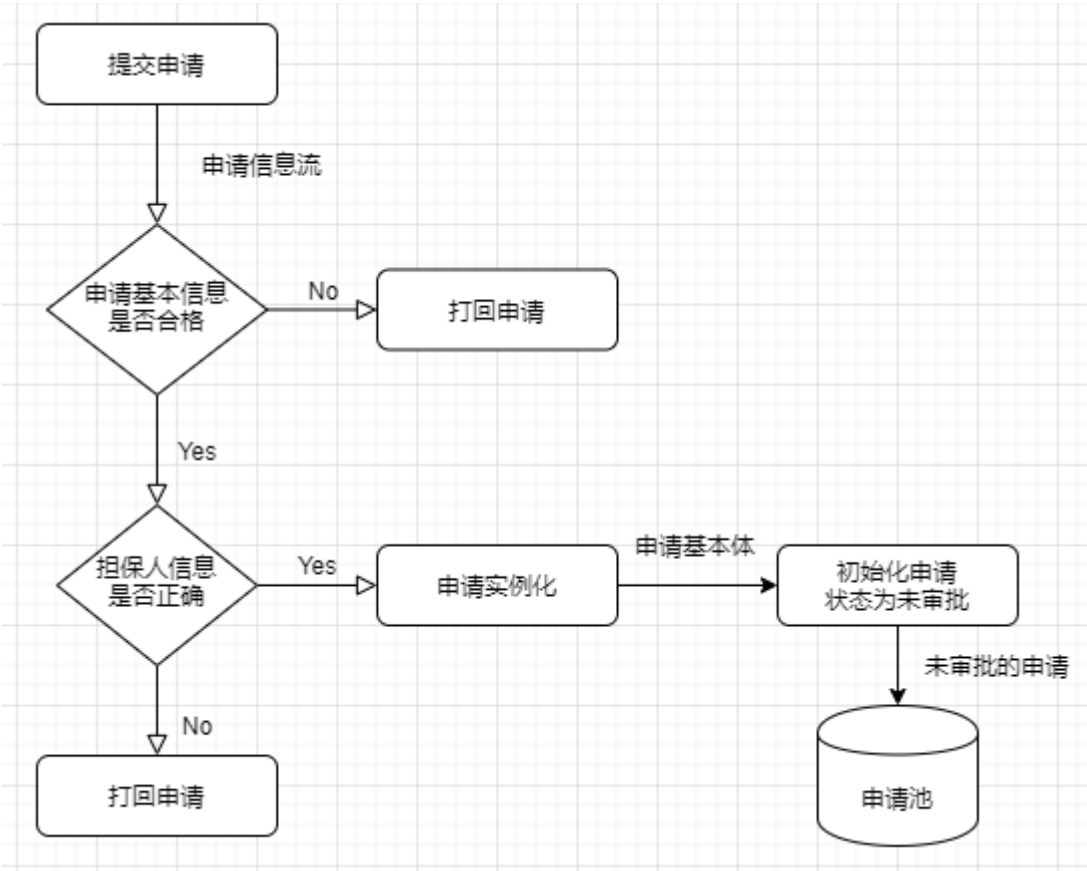 提交申请
申请信息流
申请基本信息
是否合格
No
打回申请
Yes
担保人信息
是否正确
Yes
申请实例化
申请基本体
初始化申请
状态为未审批
未审批的申请
No
打回申请
申请池